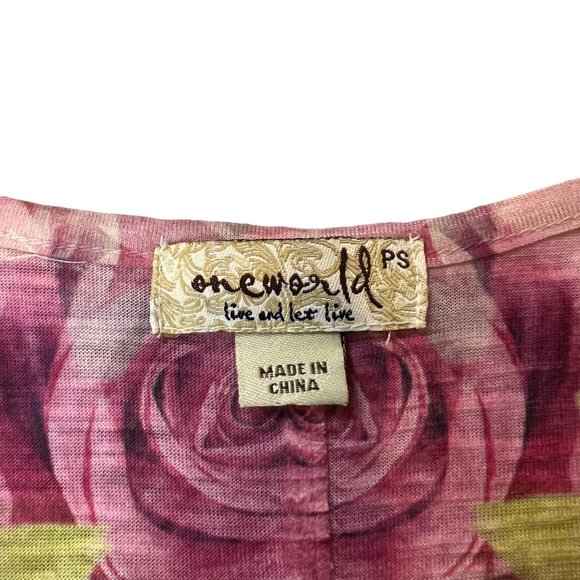 oneworld PS
live and let live
MADE IN
CHINA